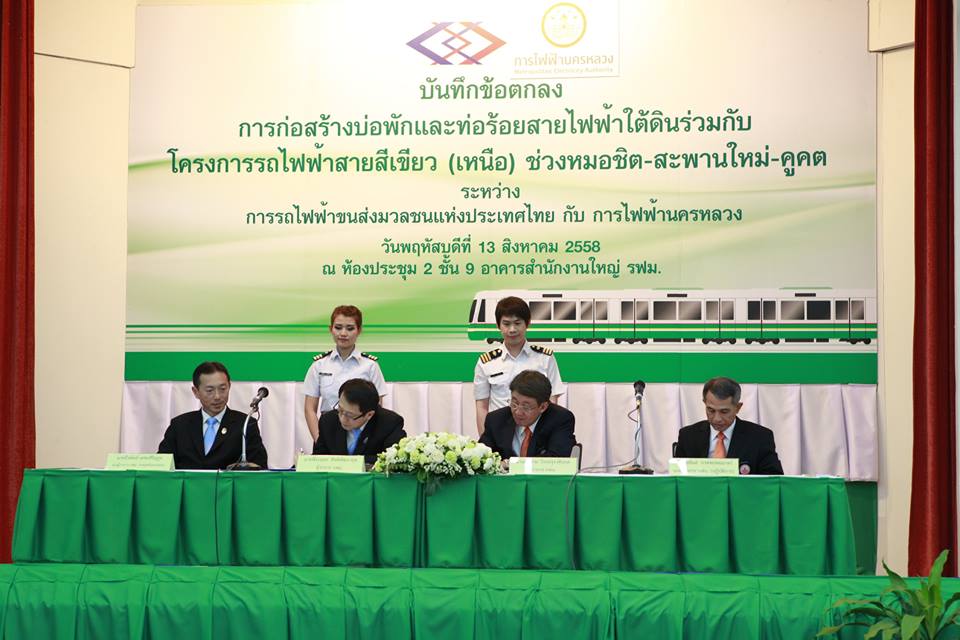 การไฟฟ้านครหลวง
Metropolitan Electricity Authority
บันทึกข้อตกลง
การก่อสร้างบ่อพักและท่อร้อยสายไฟฟ้าใต้ดินร่วมกับ
โครงการรถไฟฟ้าสายสีเขียว (เหนือ) ช่วงหมอชิต-สะพานใหม่-คูคต
ระหว่าง
การรถไฟฟ้าขนส่งมวลชนแห่งประเทศไทย กับ การไฟฟ้านครหลวง
วันพฤหัสบดีที่ 13 สิงหาคม 2558
ณ ห้องประชุม 2 ชั้น 9 อาคารสำนักงานใหญ่ รฟม.